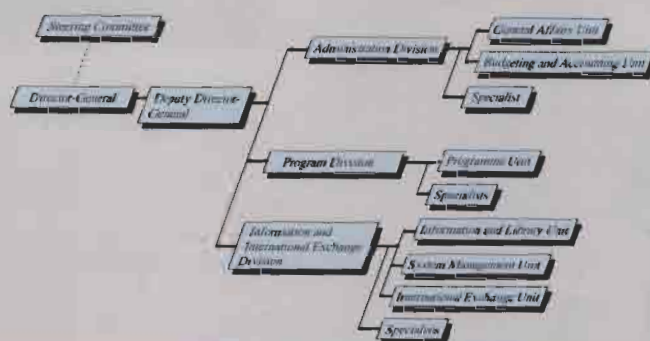 Steering Committee
Director-General
Deputy Director-
General
Administration Division
General Affairs Unit
Budgeting and Accounting Unit
Specialist
Program Division
Programme Unit
Specialists
Information and
International Exchange
Division
Information and Library Unit
System Management Unit
International Exchange Unit
Specialists